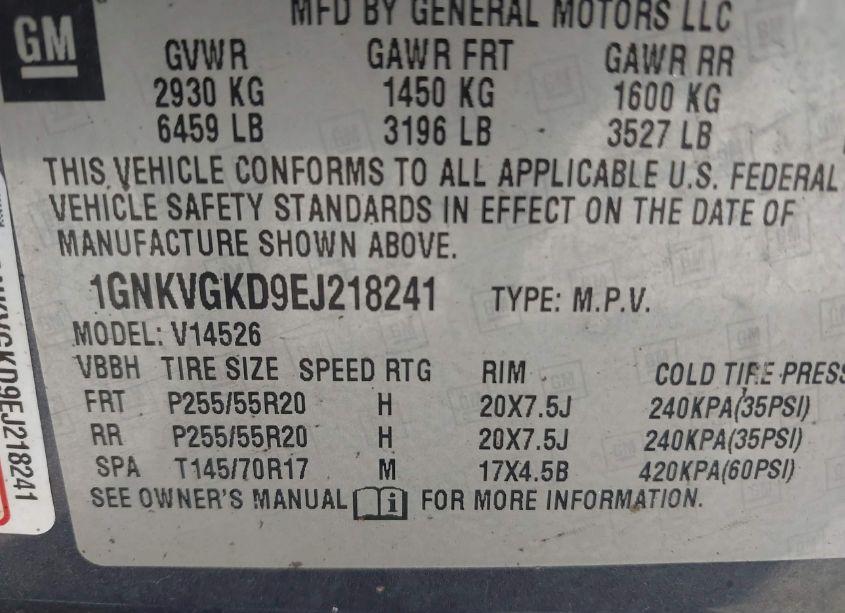 GM
MFD BY GENERAL MOTORS LLC
GVWR GAWR FRT GAWR RR
2930 KG 1450 KG 1600 KG
6459 LB 3196 LB 3527 LB
THIS VEHICLE CONFORMS TO ALL APPLICABLE U.S. FEDERAL
VEHICLE SAFETY STANDARDS IN EFFECT ON THE DATE OF
MANUFACTURE SHOWN ABOVE.
1GNKVGKD9EJ218241 TYPE: M.P.V.
MODEL: V14526
VBBH TIRE SIZE SPEED RTG RIM COLD TIRE PRESS
FRT P255/55R20 H 20X7.5J 240KPA(35PSI)
RR P255/55R20 H 20X7.5J 240KPA(35PSI)
SPA T145/70R17 M 17X4.5B 420KPA(60PSI)
SEE OWNER'S MANUAL i FOR MORE INFORMATION.
NKVGKD9EJ218241